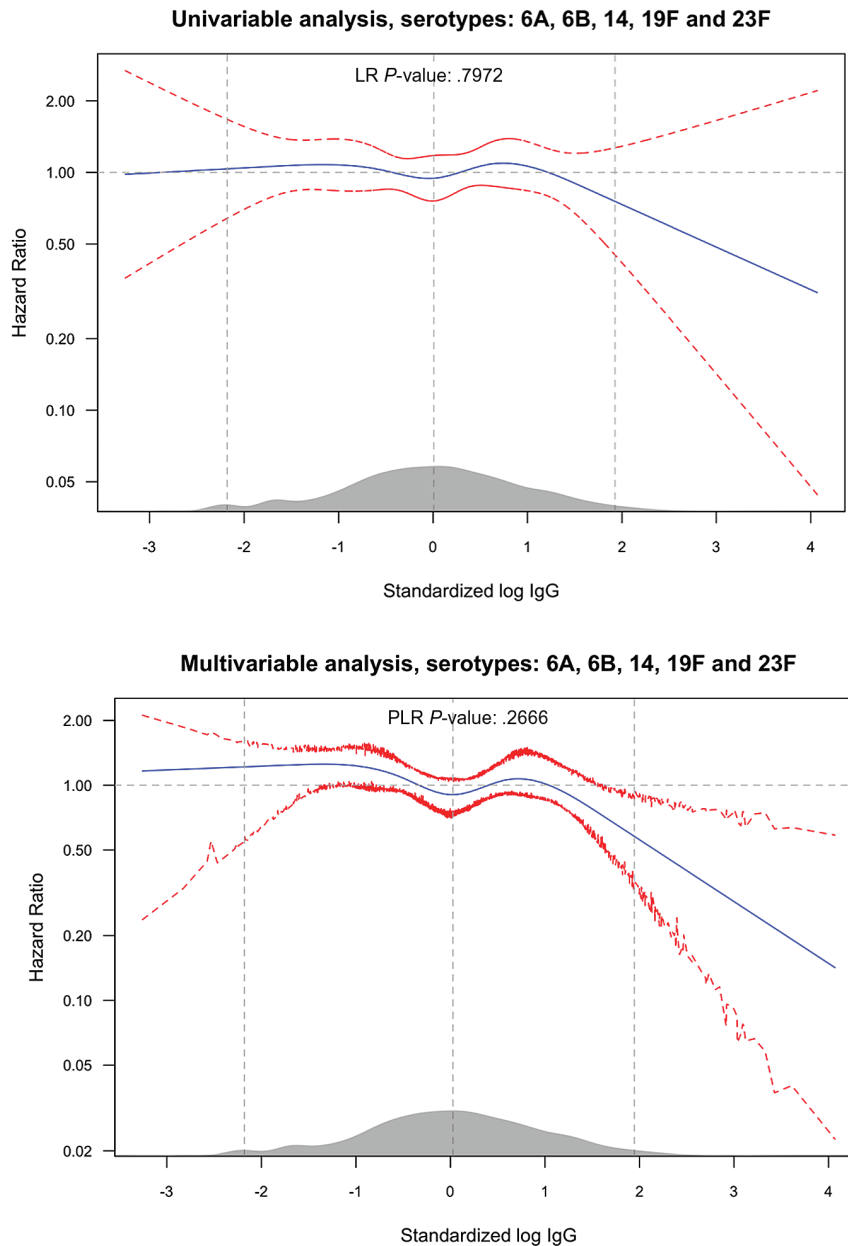 Univariable analysis, serotypes: 6A, 6B, 14, 19F and 23F
LR P-value: .7972
2.00
1.00
0.50
0.20
0.10
0.05
Hazard Ratio
-3 -2 -1 0 1 2 3 4
Standardized log IgG
Multivariable analysis, serotypes: 6A, 6B, 14, 19F and 23F
PLR P-value: .2666
2.00
1.00
0.50
0.20
0.10
0.05
0.02
Hazard Ratio
-3 -2 -1 0 1 2 3 4
Standardized log IgG